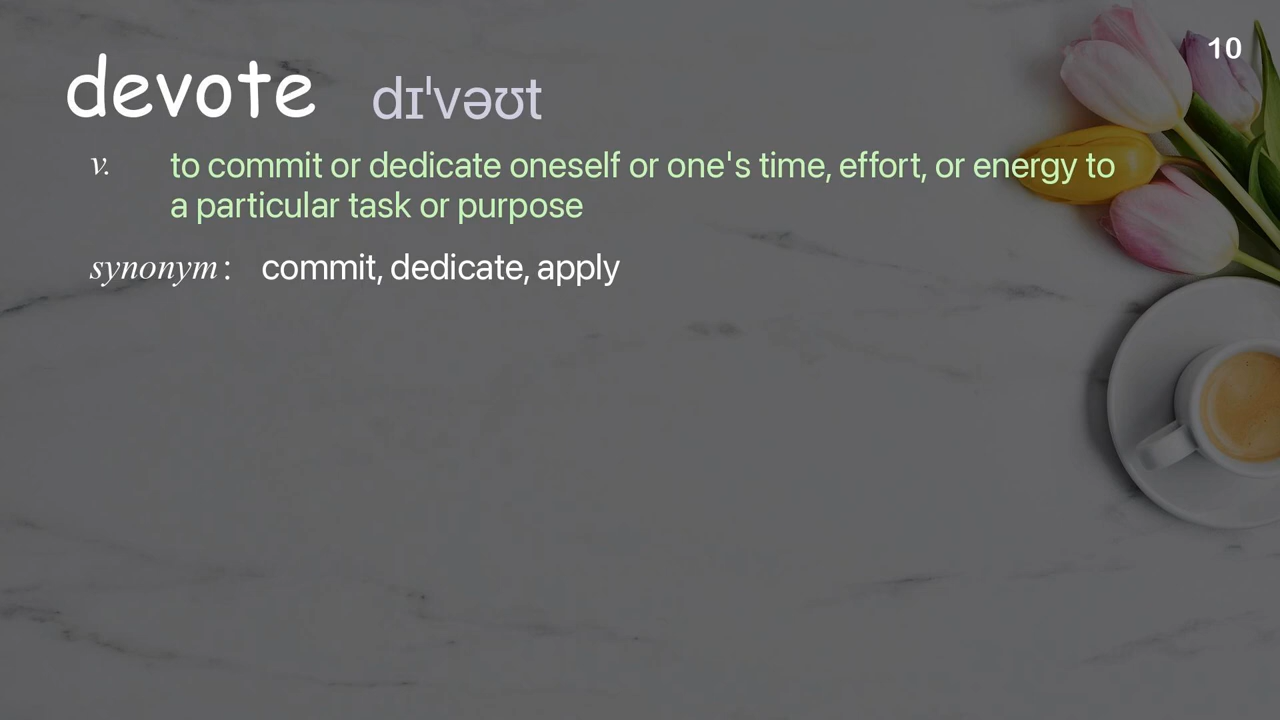 10
devote dɪˈvəʊt
v. to commit or dedicate oneself or one's time, effort, or energy to
a particular task or purpose
synonym : commit, dedicate, apply